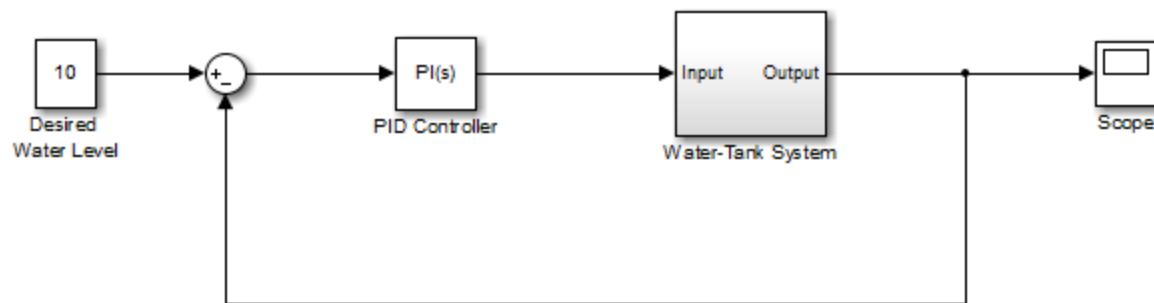 10
Desired
Water Level
+
−
PI(s)
PID Controller
Input
Output
Water-Tank System
Scope